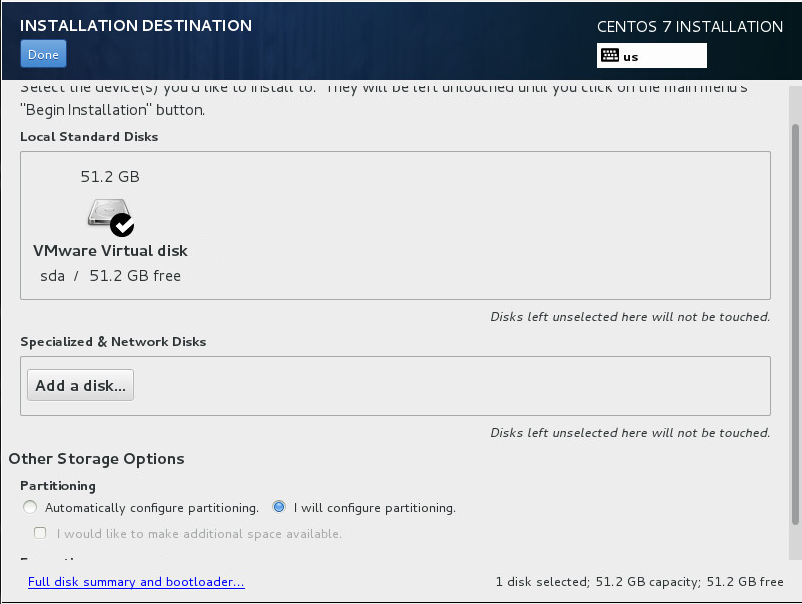 INSTALLATION DESTINATION
CENTOS 7 INSTALLATION
Done
us
Select the device(s) you'd like to install to. They will be left untouched until you click on the main menu's
"Begin Installation" button.
Local Standard Disks
51.2 GB
VMware Virtual disk
sda / 51.2 GB free
Disks left unselected here will not be touched.
Specialized & Network Disks
Add a disk...
Disks left unselected here will not be touched.
Other Storage Options
Partitioning
Automatically configure partitioning. I will configure partitioning.
I would like to make additional space available.
Full disk summary and bootloader...
1 disk selected; 51.2 GB capacity; 51.2 GB free